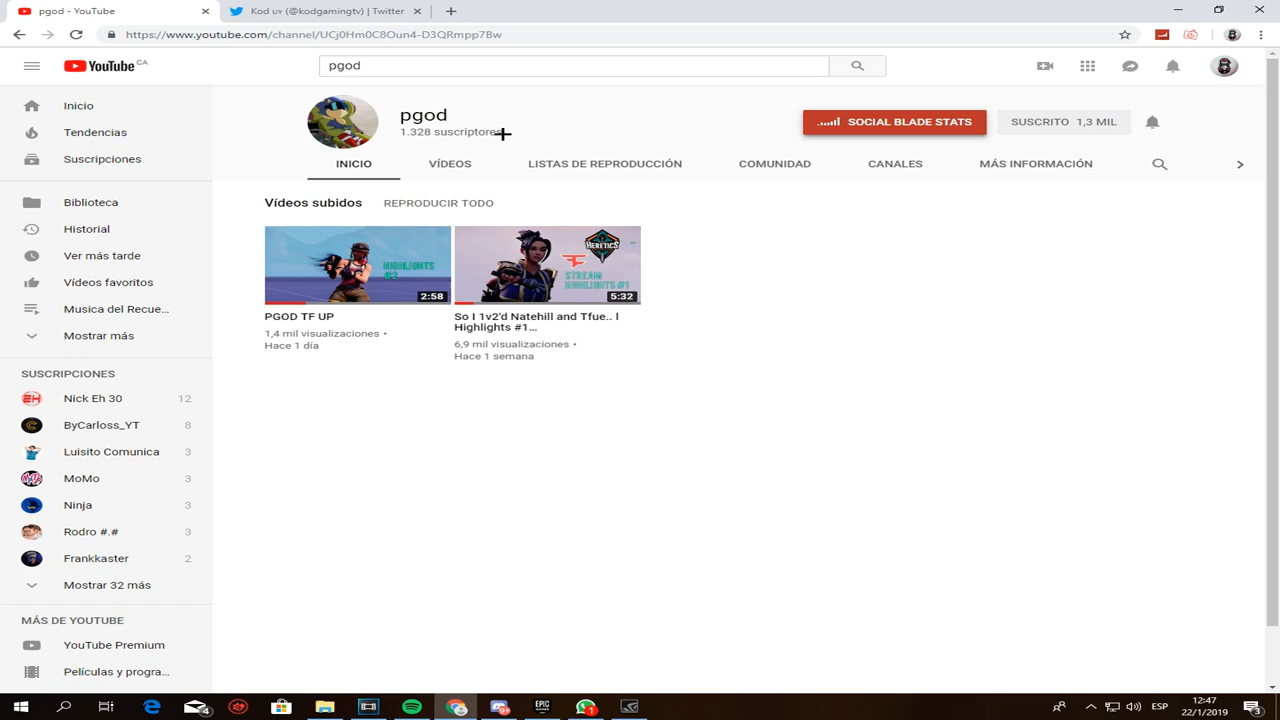 pgod - YouTube
Kod ᴜʏ (@kodgamingtv) | Twitter
https://www.youtube.com/channel/UCj0Hm0C8Oun4-D3QRmpp7Bw
YouTube CA
pgod
Inicio
Tendencias
Suscripciones
Biblioteca
Historial
Ver más tarde
Vídeos favoritos
Musica del Recue...
Mostrar más
SUSCRIPCIONES
Nick Eh 30 12
ByCarloss_YT 8
Luisito Comunica 3
MoMo 3
Ninja 3
Rodro #.# 3
Frankkaster 2
Mostrar 32 más
MÁS DE YOUTUBE
YouTube Premium
Películas y progra...
pgod
1.328 suscriptores
SOCIAL BLADE STATS
SUSCRITO 1,3 MIL
INICIO VÍDEOS LISTAS DE REPRODUCCIÓN COMUNIDAD CANALES MÁS INFORMACIÓN
Vídeos subidos REPRODUCIR TODO
HIGHLIGHTS
#2
2:58
PGOD TF UP
1,4 mil visualizaciones •
Hace 1 día
HERETICS
STREAM
HIGHLIGHTS #1
5:32
So I 1v2'd Natehill and Tfue.. l
Highlights #1...
6,9 mil visualizaciones •
Hace 1 semana
4
EPIC
1
ESP
12:47
22/1/2019
3